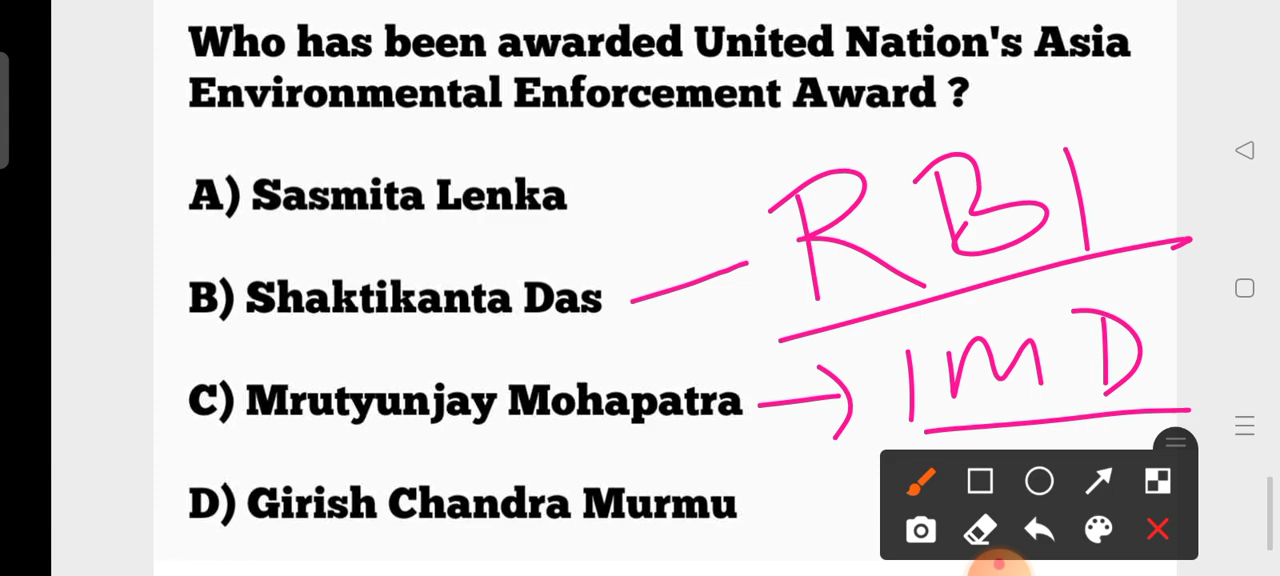 Who has been awarded United Nation's Asia
Environmental Enforcement Award ?
A) Sasmita Lenka
B) Shaktikanta Das
RBI
C) Mrutyunjay Mohapatra
IMD
D) Girish Chandra Murmu